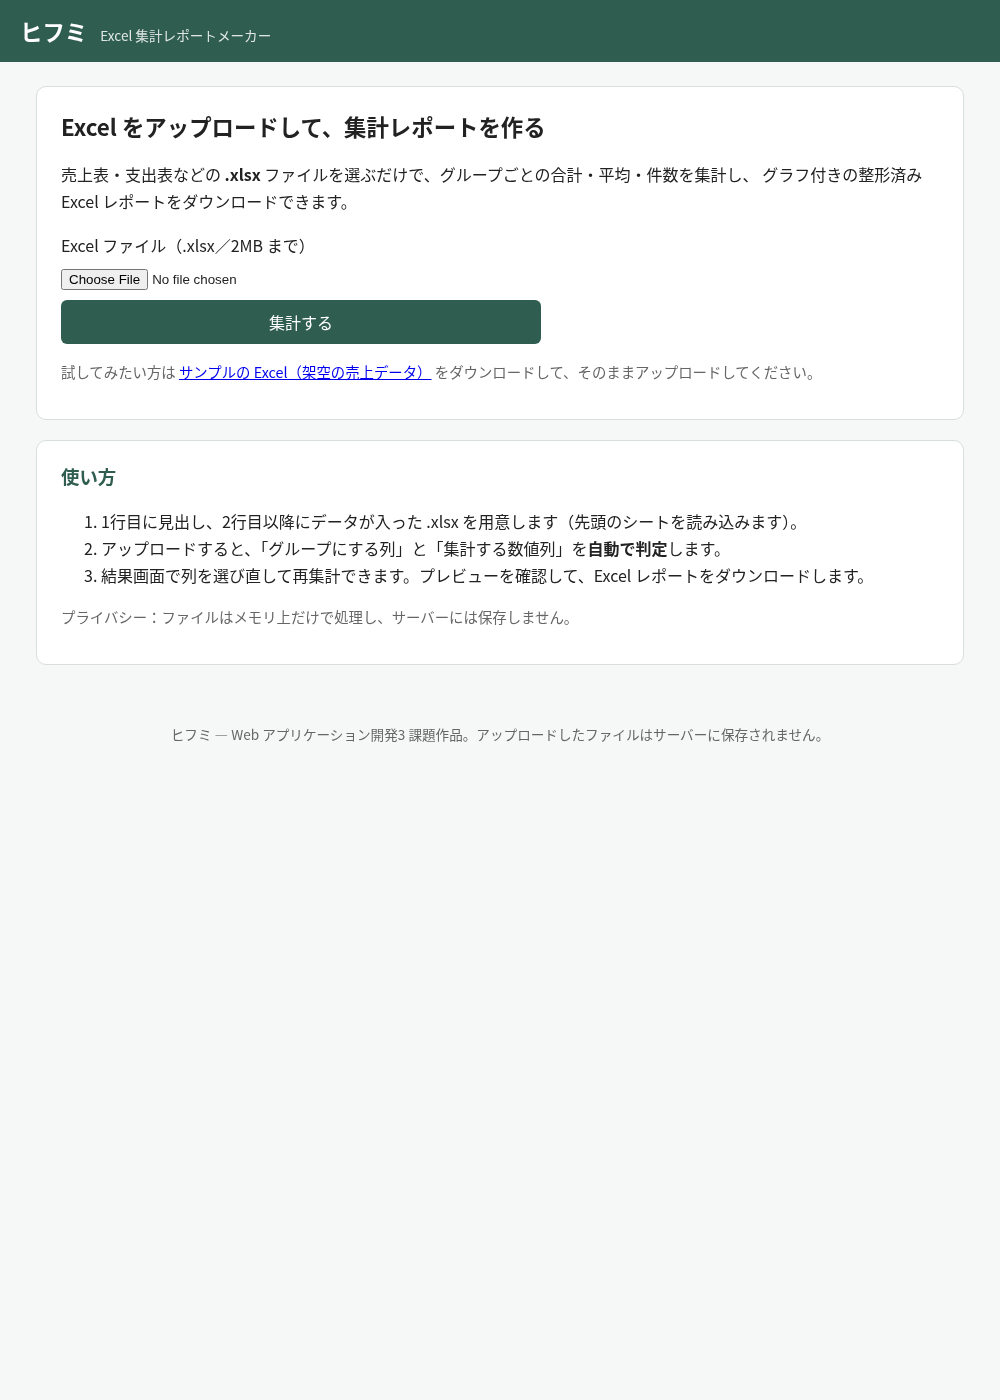 ヒフミ Excel 集計レポートメーカー
Excel をアップロードして、集計レポートを作る
売上表・支出表などの .xlsx ファイルを選ぶだけで、グループごとの合計・平均・件数を集計し、 グラフ付きの整形済み
Excel レポートをダウンロードできます。
Excel ファイル（.xlsx／2MB まで）
Choose File No file chosen
集計する
試してみたい方は サンプルの Excel（架空の売上データ） をダウンロードして、そのままアップロードしてください。
使い方
1. 1行目に見出し、2行目以降にデータが入った .xlsx を用意します（先頭のシートを読み込みます）。
2. アップロードすると、「グループにする列」と「集計する数値列」を自動で判定します。
3. 結果画面で列を選び直して再集計できます。プレビューを確認して、Excel レポートをダウンロードします。
プライバシー：ファイルはメモリ上だけで処理し、サーバーには保存しません。
ヒフミ — Web アプリケーション開発3 課題作品。アップロードしたファイルはサーバーに保存されません。